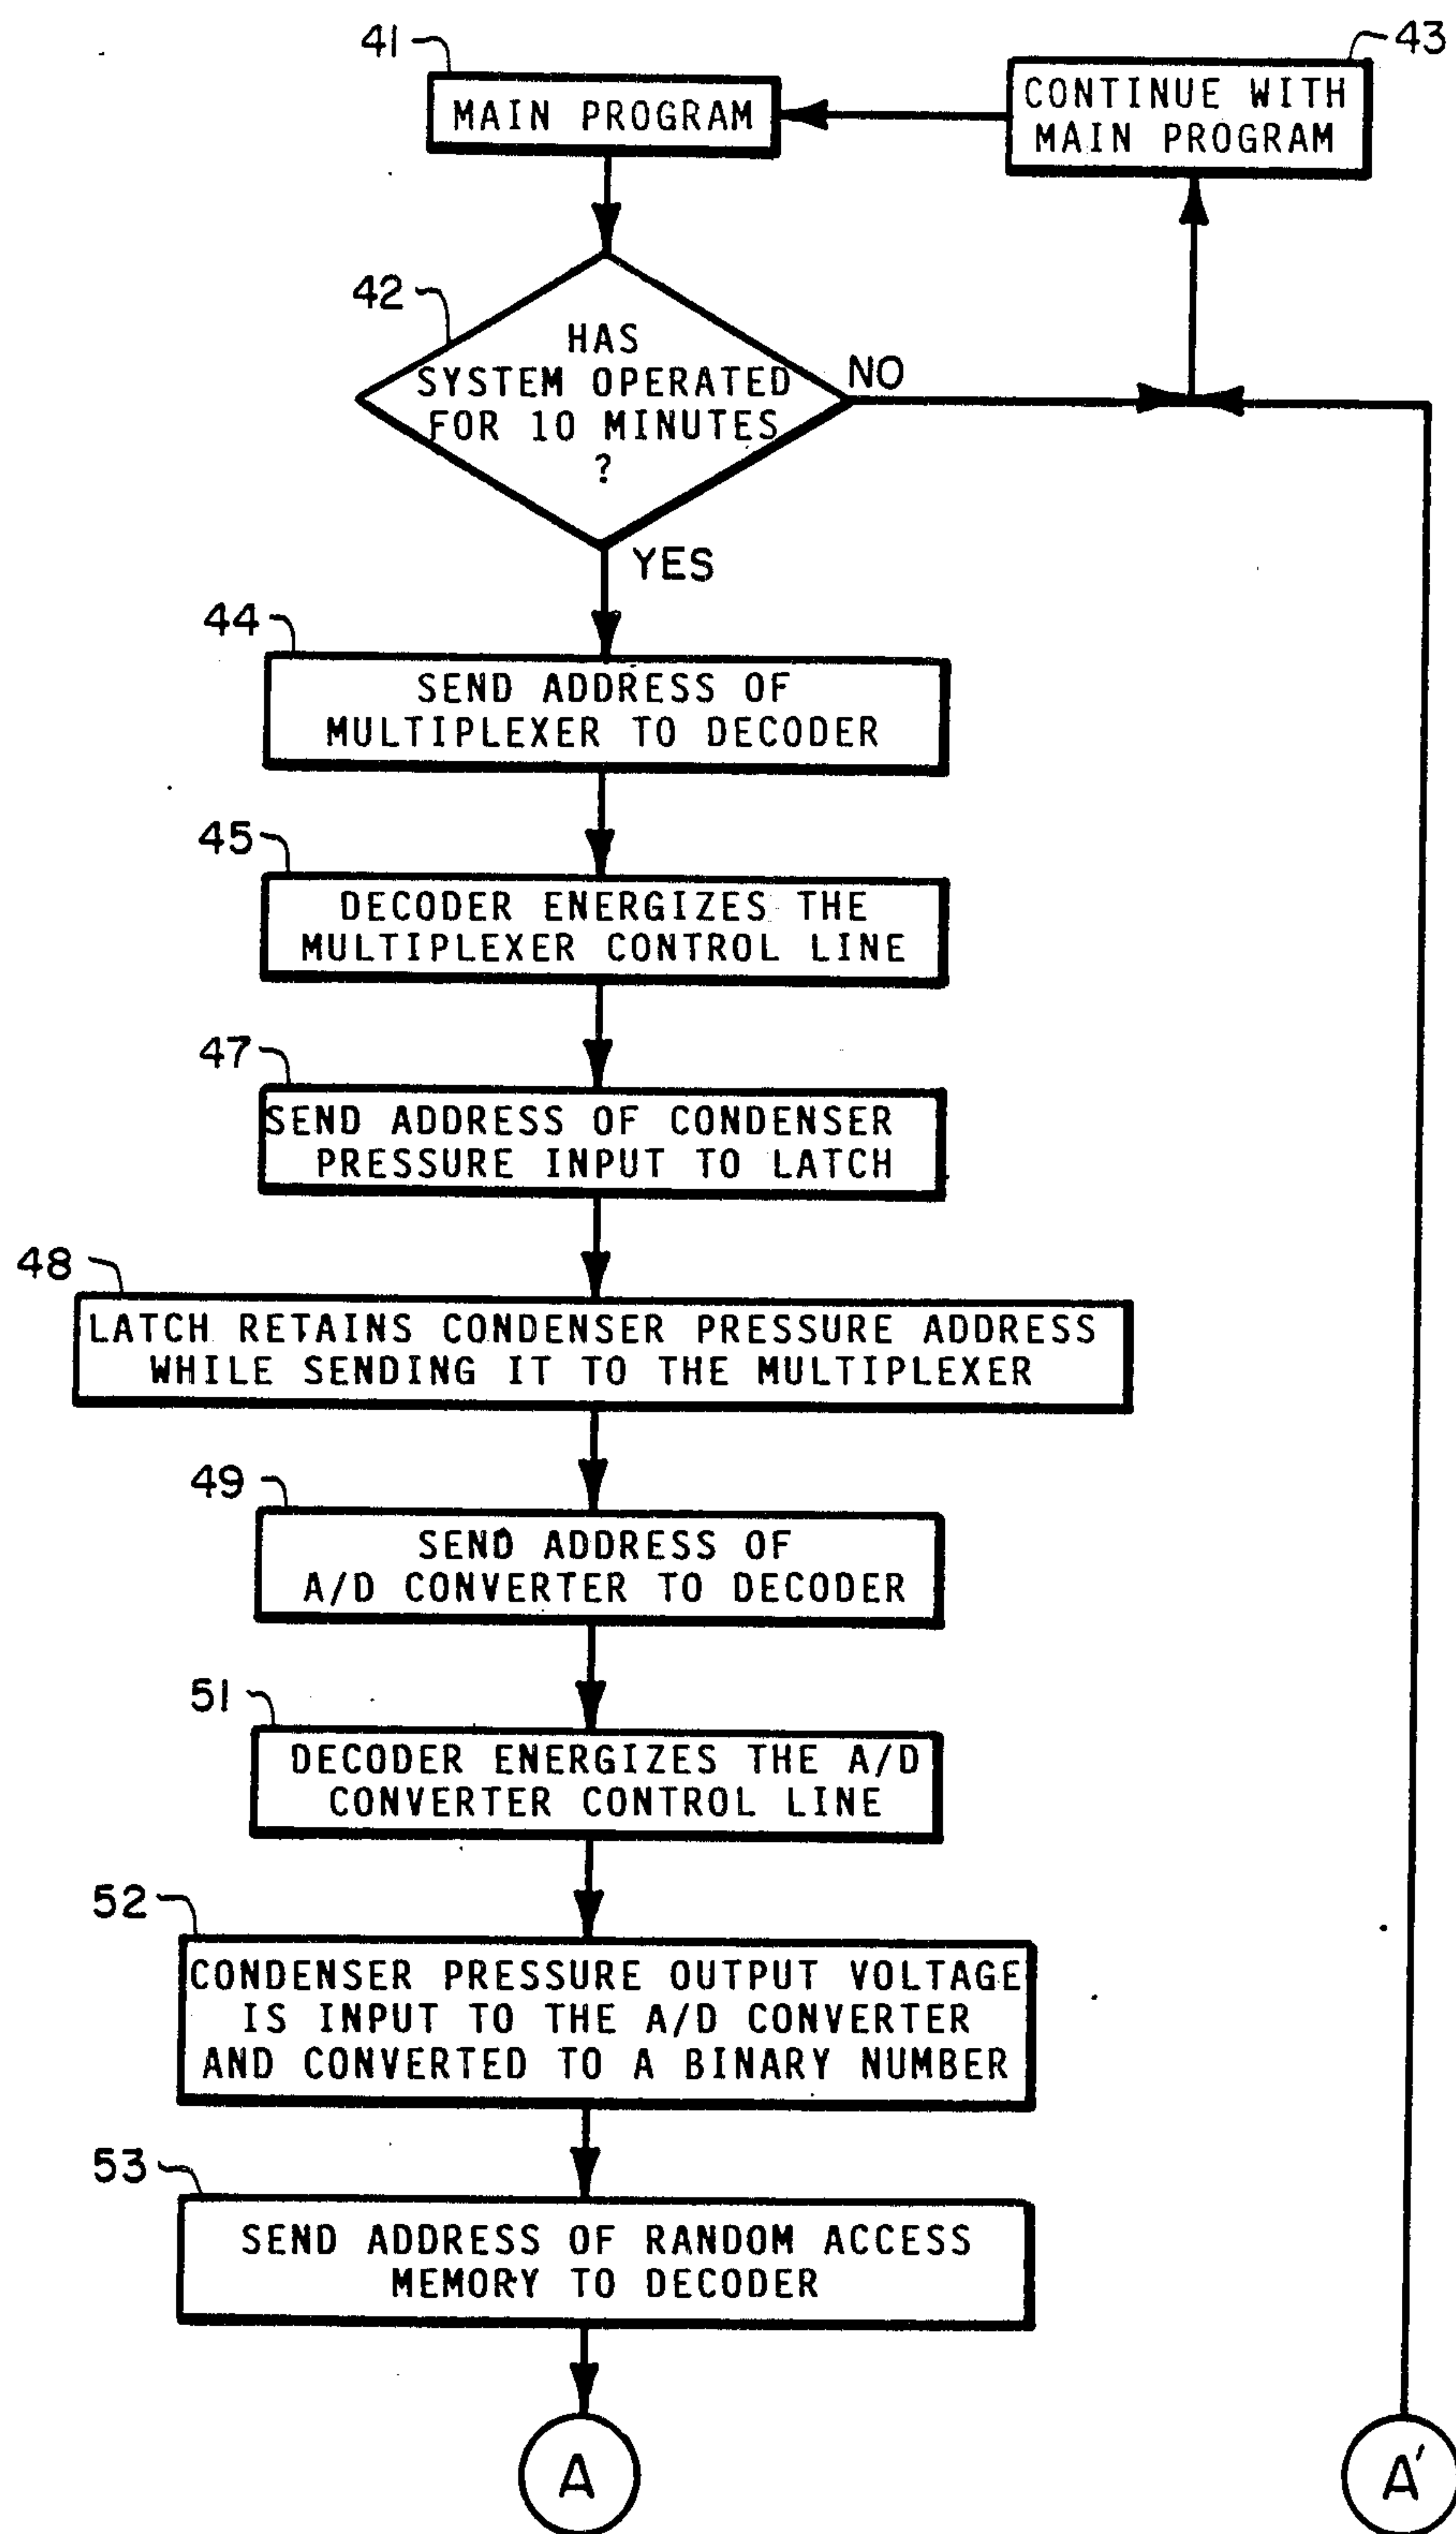 41
MAIN PROGRAM
43
CONTINUE WITH
MAIN PROGRAM
42
HAS
SYSTEM OPERATED
FOR 10 MINUTES
?
NO
YES
44
SEND ADDRESS OF
MULTIPLEXER TO DECODER
45
DECODER ENERGIZES THE
MULTIPLEXER CONTROL LINE
47
SEND ADDRESS OF CONDENSER
PRESSURE INPUT TO LATCH
48
LATCH RETAINS CONDENSER PRESSURE ADDRESS
WHILE SENDING IT TO THE MULTIPLEXER
49
SEND ADDRESS OF
A/D CONVERTER TO DECODER
51
DECODER ENERGIZES THE A/D
CONVERTER CONTROL LINE
52
CONDENSER PRESSURE OUTPUT VOLTAGE
IS INPUT TO THE A/D CONVERTER
AND CONVERTED TO A BINARY NUMBER
53
SEND ADDRESS OF RANDOM ACCESS
MEMORY TO DECODER
A
A'